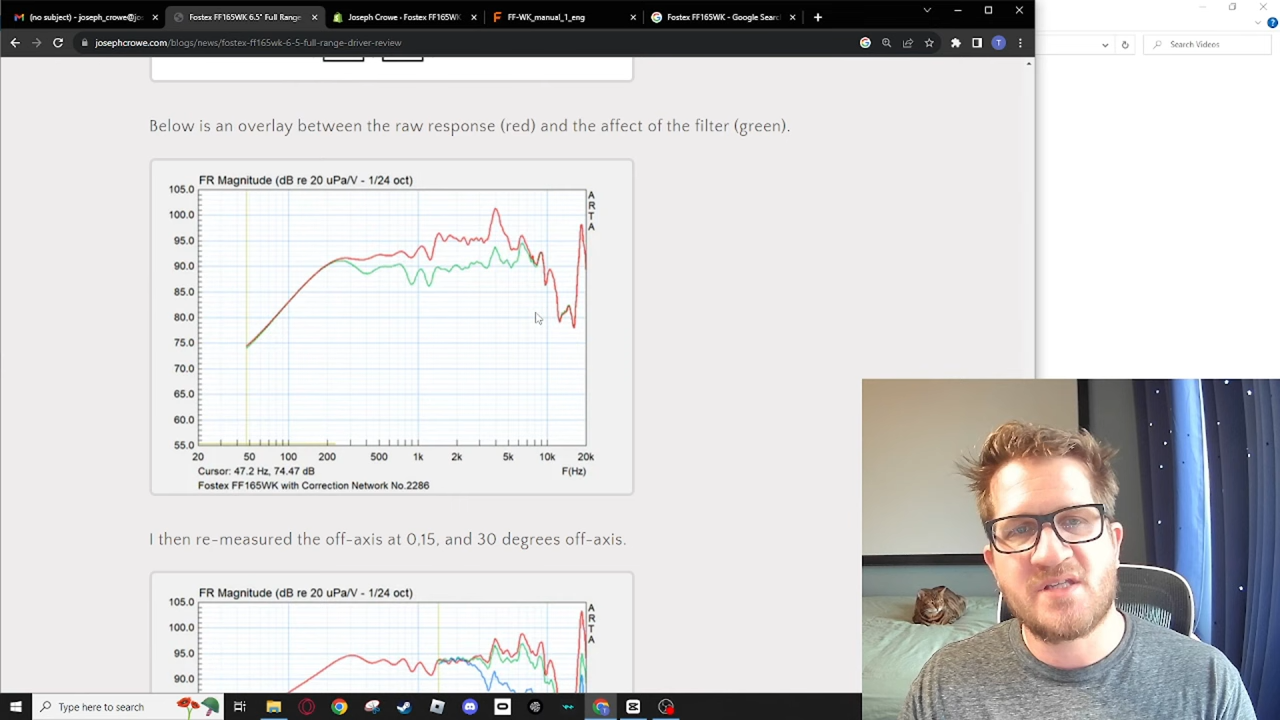 (no subject) - joseph_crowe@jo
Fostex FF165WK 6.5" Full Range
Joseph Crowe · Fostex FF165WK
FF-WK_manual_1_eng
Fostex FF165WK - Google Searc
josephcrowe.com/blogs/news/fostex-ff165wk-6-5-full-range-driver-review
T
Search Videos
Below is an overlay between the raw response (red) and the affect of the filter (green).
FR Magnitude (dB re 20 uPa/V - 1/24 oct)
105.0
100.0
95.0
90.0
85.0
80.0
75.0
70.0
65.0
60.0
55.0
A
R
T
A
20 50 100 200 500 1k 2k 5k 10k 20k
Cursor: 47.2 Hz, 74.47 dB
F(Hz)
Fostex FF165WK with Correction Network No.2286
I then re-measured the off-axis at 0,15, and 30 degrees off-axis.
FR Magnitude (dB re 20 uPa/V - 1/24 oct)
105.0
100.0
95.0
90.0
A
R
T
A
Type here to search